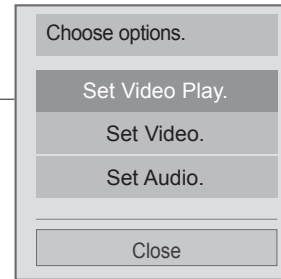 Choose options.
Set Video Play.
Set Video.
Set Audio.
Close